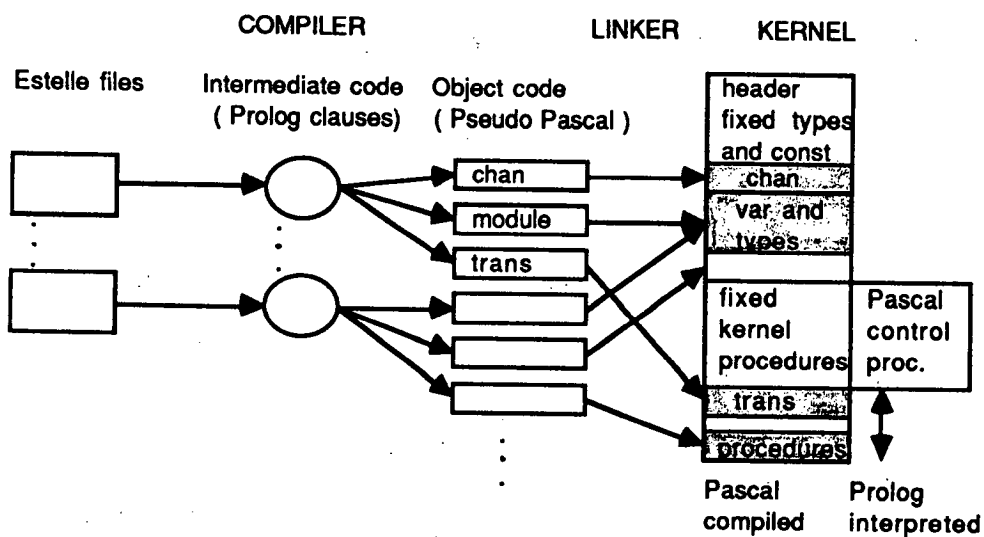 COMPILER
LINKER
KERNEL
Estelle files
Intermediate code
( Prolog clauses)
Object code
( Pseudo Pascal )
header
fixed types
and const
chan
chan
module
var and
types
trans
fixed
kernel
procedures
Pascal
control
proc.
trans
procedures
Pascal
compiled
Prolog
interpreted